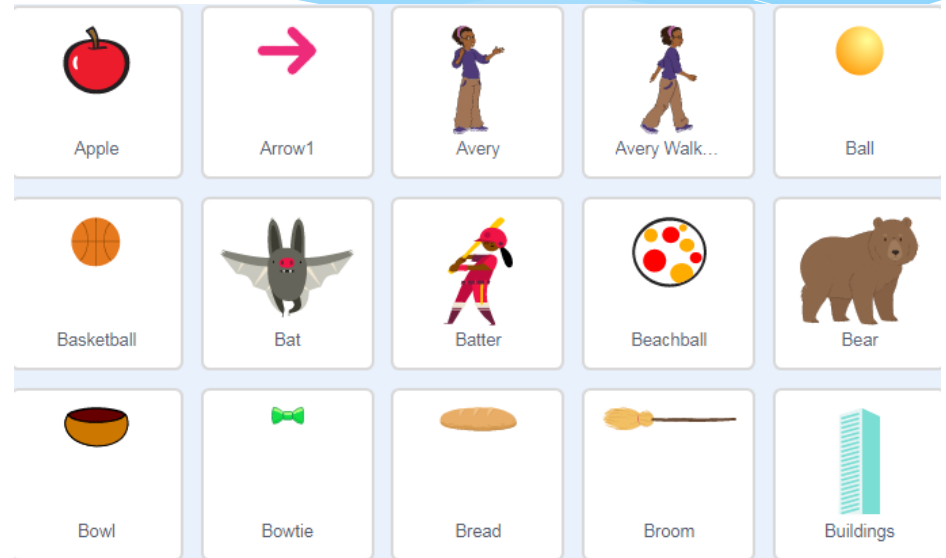 Apple
Arrow1
Avery
Avery Walk...
Ball
Basketball
Bat
Batter
Beachball
Bear
Bowl
Bowtie
Bread
Broom
Buildings